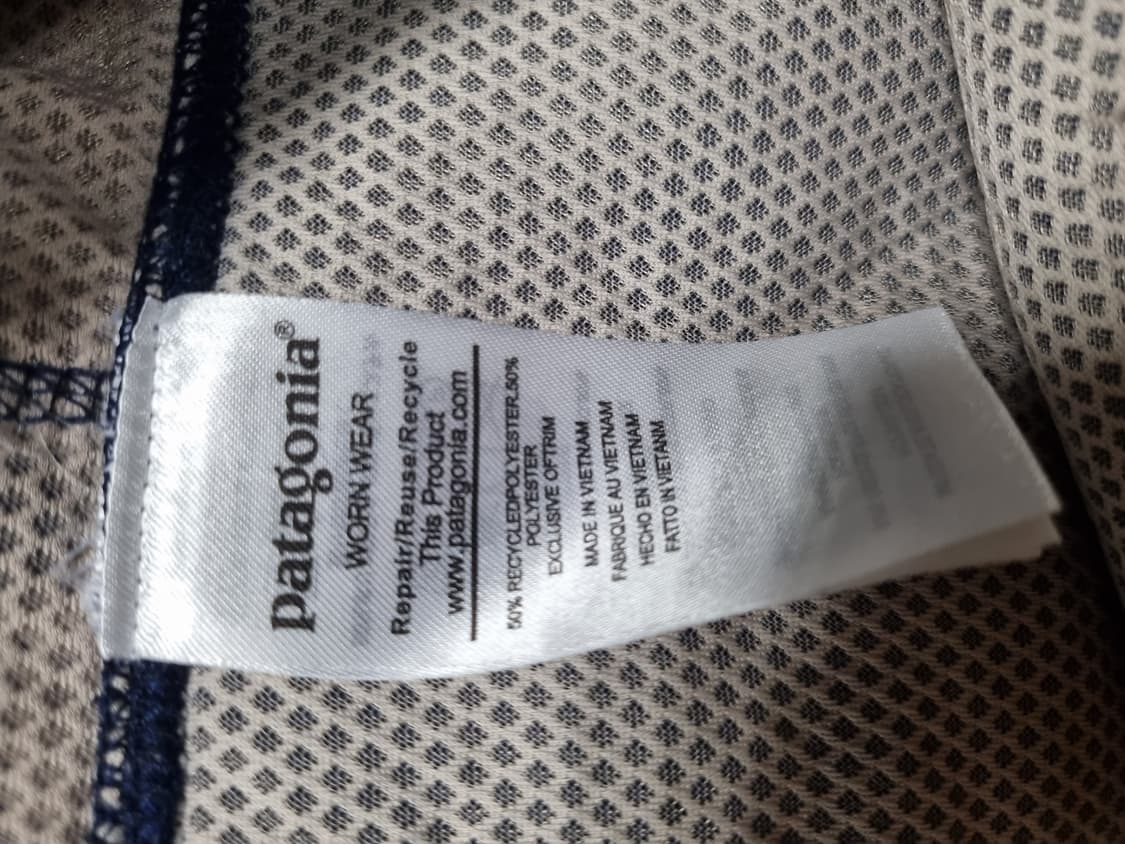 patagonia®
WORN WEAR
Repair/Reuse/Recycle
This Product
www.patagonia.com
50% RECYCLEDPOLYESTER.50%
POLYESTER
EXCLUSIVE OFTRIM
MADE IN VIETNAM
FABRIQUE AU VIETNAM
HECHO EN VIETNAM
FATTO IN VIETANM